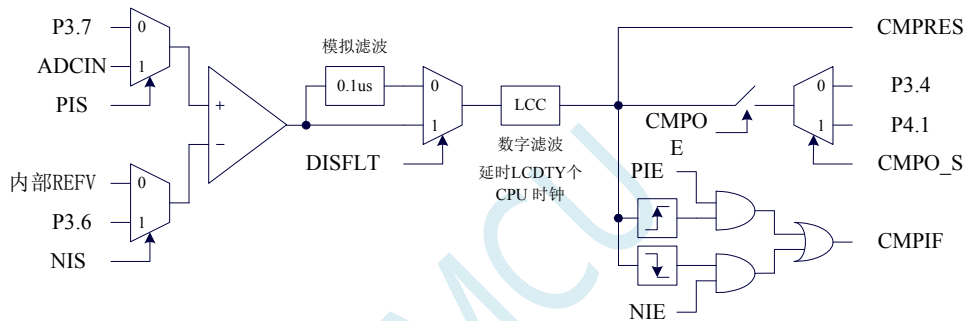 P3.7
0
ADCIN
1
PIS
+
−
内部REFV
0
P3.6
1
NIS
模拟滤波
0.1us
0
1
DISFLT
LCC
数字滤波
延时LCDTY个
CPU 时钟
CMPRES
CMPO
E
0
P3.4
1
P4.1
CMPO_S
PIE
NIE
CMPIF
MCU